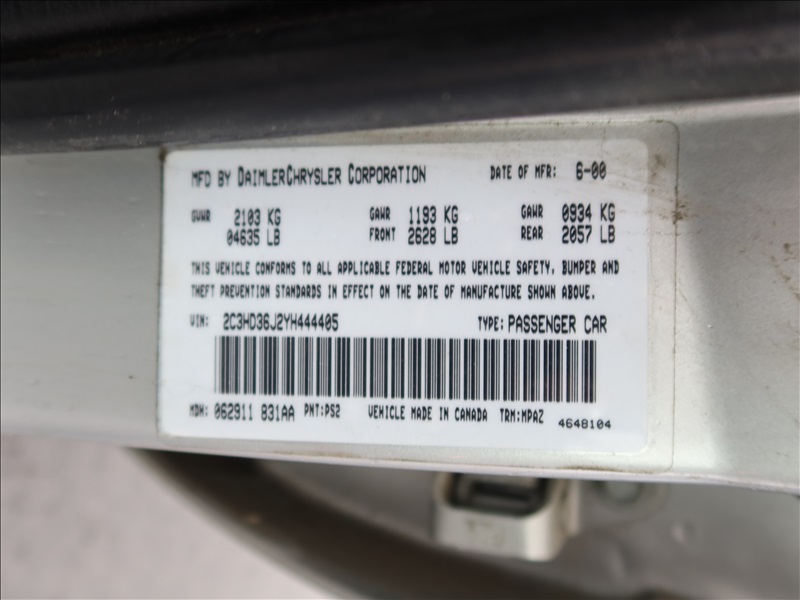 MFD BY DAIMLERCHRYSLER CORPORATION DATE OF MFR: 6-00
GVWR 2103 KG GAWR 1193 KG GAWR 0934 KG
04635 LB FRONT 2628 LB REAR 2057 LB
THIS VEHICLE CONFORMS TO ALL APPLICABLE FEDERAL MOTOR VEHICLE SAFETY, BUMPER AND
THEFT PREVENTION STANDARDS IN EFFECT ON THE DATE OF MANUFACTURE SHOWN ABOVE.
VIN: 2C3HD36J2YH444405 TYPE: PASSENGER CAR
MDH: 062911 831AA PNT:PS2 VEHICLE MADE IN CANADA TRM:MPAZ
4648104